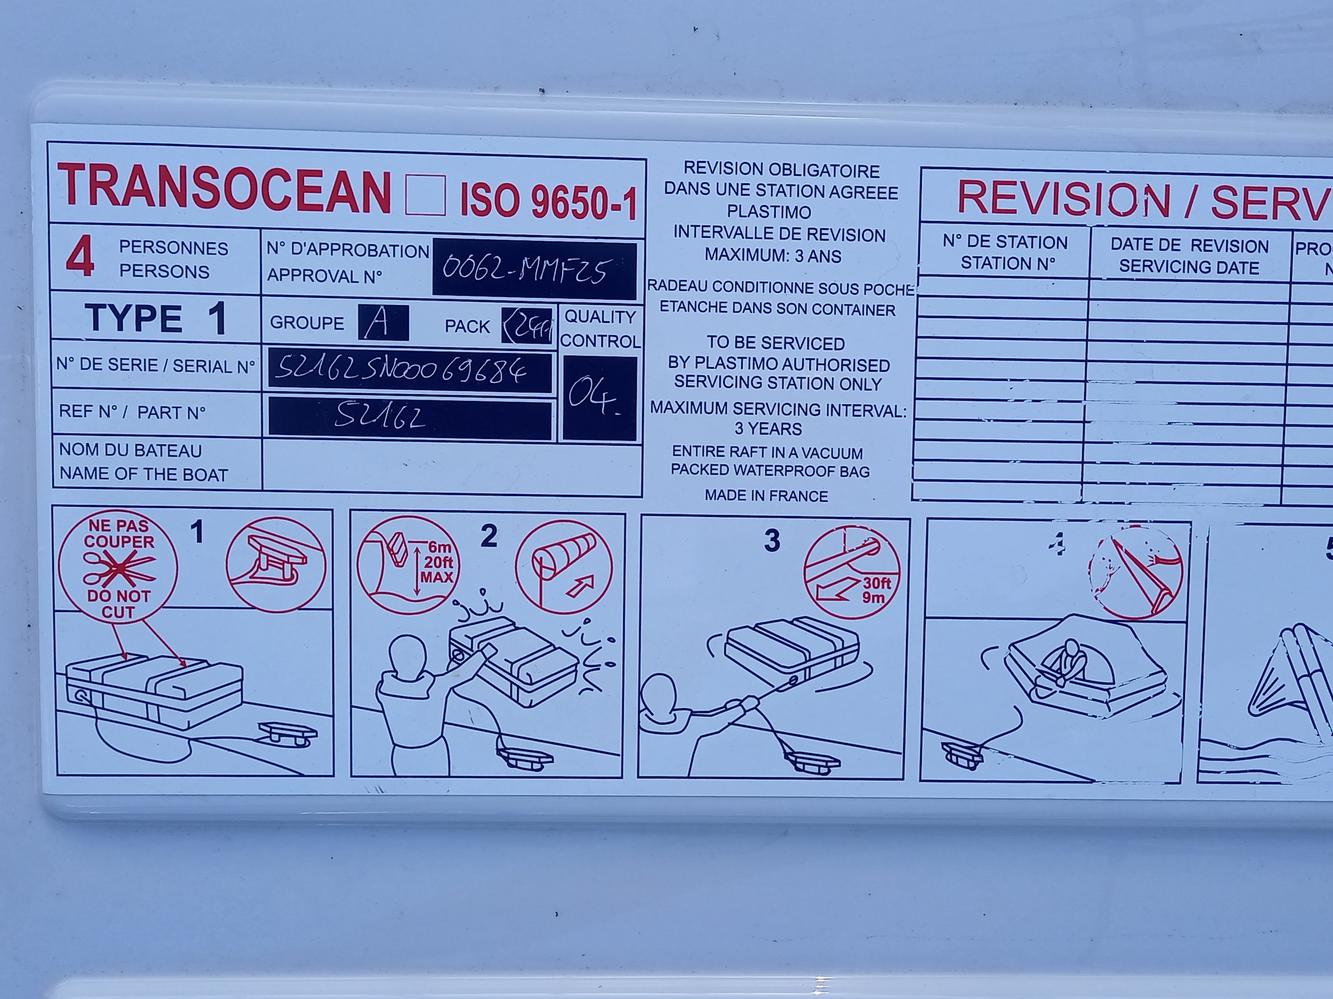 TRANSOCEAN ISO 9650-1
4 PERSONNES
PERSONS
N° D'APPROBATION
APPROVAL N°
0062-MMF25
TYPE 1
GROUPE A PACK <24H
QUALITY
CONTROL
04.
N° DE SERIE / SERIAL N° 52162SN00069684
REF N° / PART N° 52162
NOM DU BATEAU
NAME OF THE BOAT
REVISION OBLIGATOIRE
DANS UNE STATION AGREEE
PLASTIMO
INTERVALLE DE REVISION
MAXIMUM: 3 ANS
RADEAU CONDITIONNE SOUS POCHE
ETANCHE DANS SON CONTAINER
TO BE SERVICED
BY PLASTIMO AUTHORISED
SERVICING STATION ONLY
MAXIMUM SERVICING INTERVAL:
3 YEARS
ENTIRE RAFT IN A VACUUM
PACKED WATERPROOF BAG
MADE IN FRANCE
REVISION / SERV
N° DE STATION
STATION N°
DATE DE REVISION
SERVICING DATE
PRO
N
NE PAS
COUPER
DO NOT
CUT
1
6m
20ft
MAX
2
3
30ft
9m
4
5